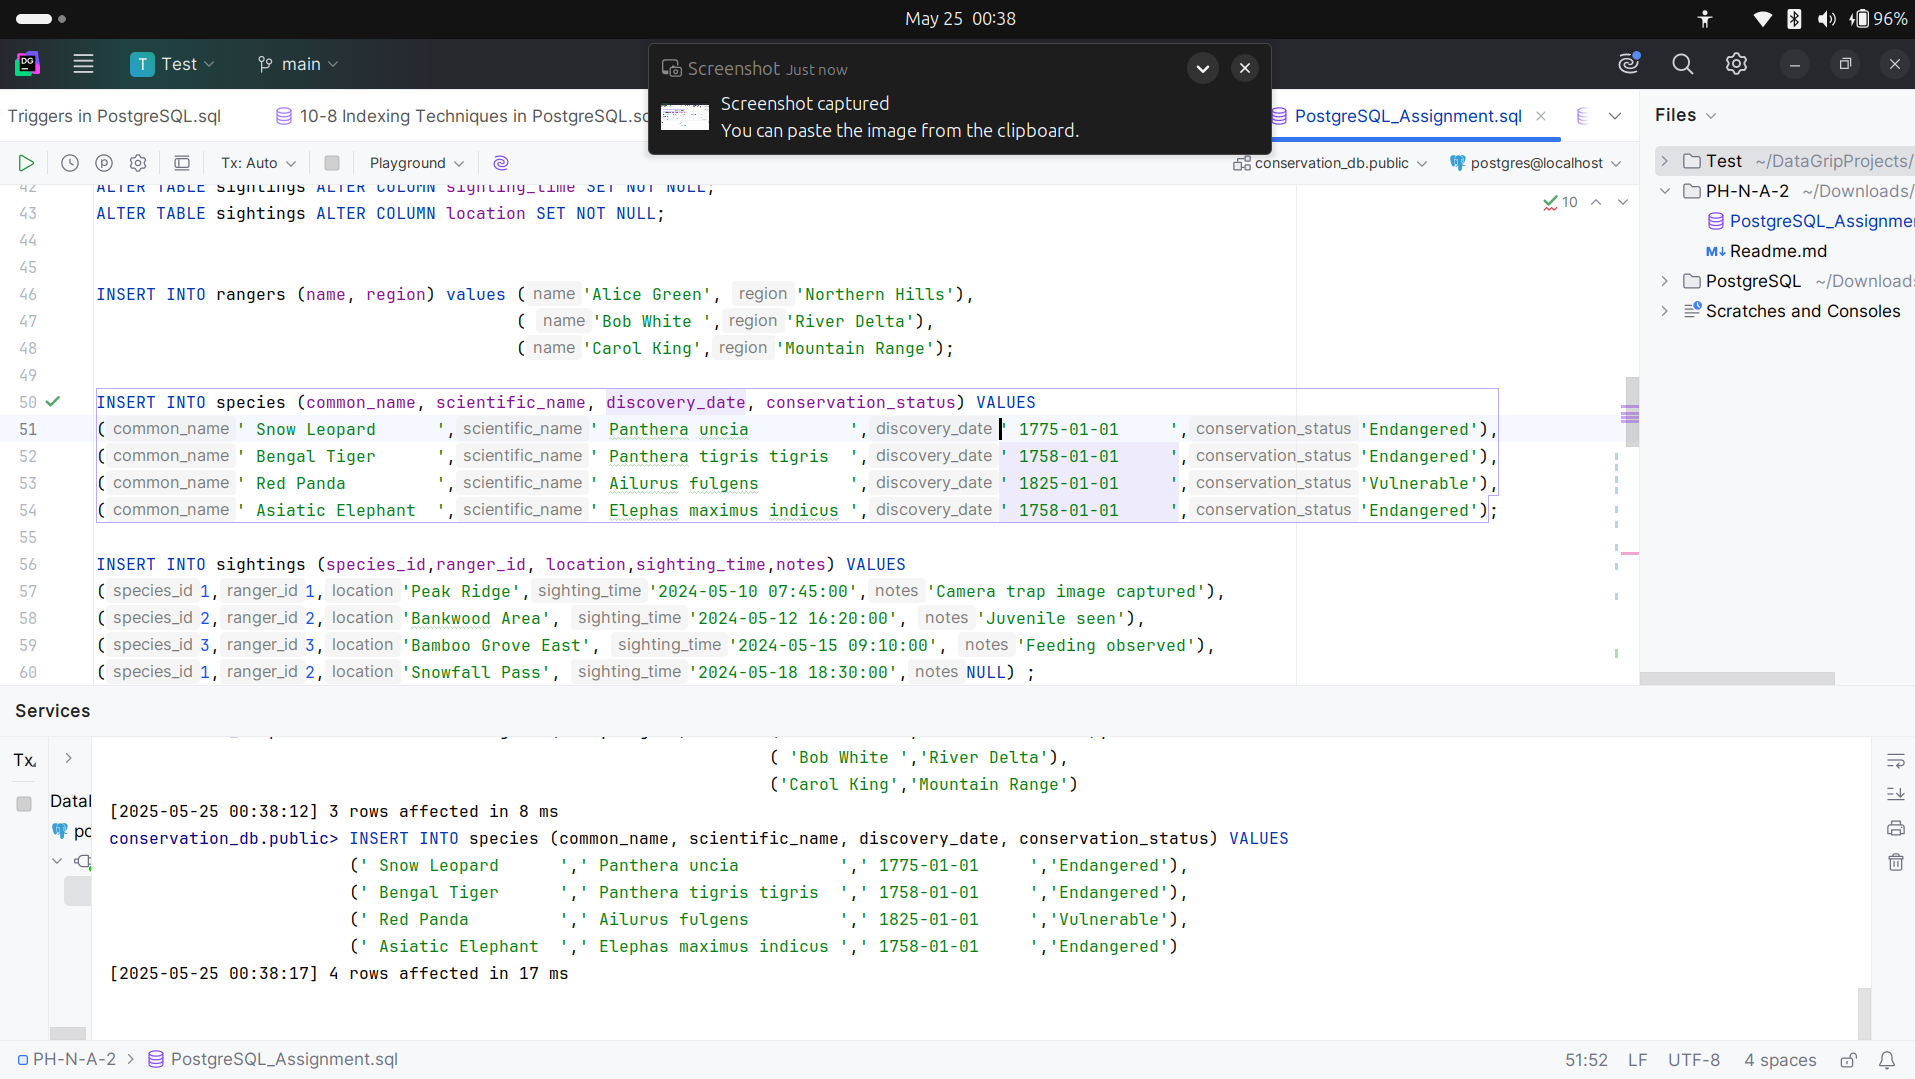 May 25 00:38
96%
DG
T Test
main
Screenshot Just now
Screenshot captured
You can paste the image from the clipboard.
Triggers in PostgreSQL.sql
10-8 Indexing Techniques in PostgreSQL.sq
PostgreSQL_Assignment.sql
Files
Tx: Auto
Playground
conservation_db.public
postgres@localhost
Test ~/DataGripProjects/
PH-N-A-2 ~/Downloads/
PostgreSQL_Assignmen
M↓ Readme.md
PostgreSQL ~/Downloads
Scratches and Consoles
10
42 ALTER TABLE sightings ALTER COLUMN sighting_time SET NOT NULL;
43 ALTER TABLE sightings ALTER COLUMN location SET NOT NULL;
44
45
46 INSERT INTO rangers (name, region) values ( name 'Alice Green', region 'Northern Hills'),
47 ( name 'Bob White ', region 'River Delta'),
48 ( name 'Carol King', region 'Mountain Range');
49
50 INSERT INTO species (common_name, scientific_name, discovery_date, conservation_status) VALUES
51 ( common_name ' Snow Leopard      ', scientific_name ' Panthera uncia          ', discovery_date ' 1775-01-01     ', conservation_status 'Endangered'),
52 ( common_name ' Bengal Tiger      ', scientific_name ' Panthera tigris tigris  ', discovery_date ' 1758-01-01     ', conservation_status 'Endangered'),
53 ( common_name ' Red Panda         ', scientific_name ' Ailurus fulgens         ', discovery_date ' 1825-01-01     ', conservation_status 'Vulnerable'),
54 ( common_name ' Asiatic Elephant  ', scientific_name ' Elephas maximus indicus ', discovery_date ' 1758-01-01     ', conservation_status 'Endangered');
55
56 INSERT INTO sightings (species_id,ranger_id, location,sighting_time,notes) VALUES
57 ( species_id 1, ranger_id 1, location 'Peak Ridge', sighting_time '2024-05-10 07:45:00', notes 'Camera trap image captured'),
58 ( species_id 2, ranger_id 2, location 'Bankwood Area', sighting_time '2024-05-12 16:20:00', notes 'Juvenile seen'),
59 ( species_id 3, ranger_id 3, location 'Bamboo Grove East', sighting_time '2024-05-15 09:10:00', notes 'Feeding observed'),
60 ( species_id 1, ranger_id 2, location 'Snowfall Pass', sighting_time '2024-05-18 18:30:00', notes NULL) ;
Services
Tx
Datal
po
( 'Bob White ','River Delta'),
('Carol King','Mountain Range')
[2025-05-25 00:38:12] 3 rows affected in 8 ms
conservation_db.public> INSERT INTO species (common_name, scientific_name, discovery_date, conservation_status) VALUES
(' Snow Leopard      ',' Panthera uncia          ',' 1775-01-01     ','Endangered'),
(' Bengal Tiger      ',' Panthera tigris tigris  ',' 1758-01-01     ','Endangered'),
(' Red Panda         ',' Ailurus fulgens         ',' 1825-01-01     ','Vulnerable'),
(' Asiatic Elephant  ',' Elephas maximus indicus ',' 1758-01-01     ','Endangered')
[2025-05-25 00:38:17] 4 rows affected in 17 ms
PH-N-A-2 > PostgreSQL_Assignment.sql
51:52 LF UTF-8 4 spaces